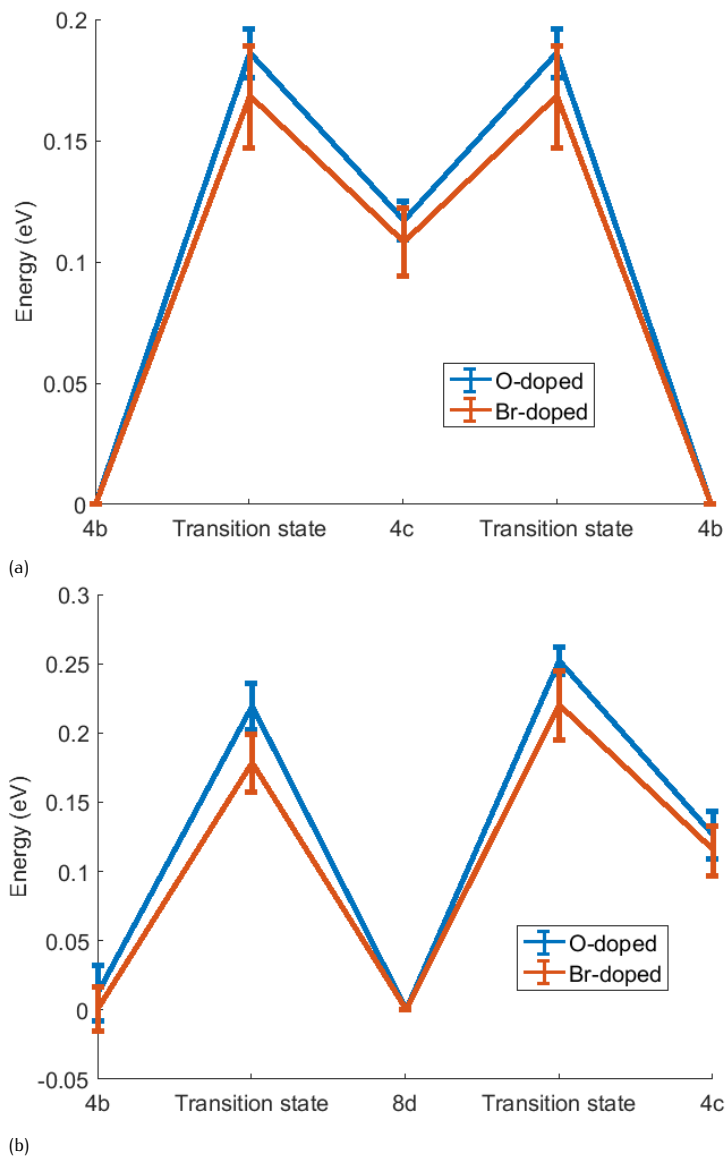 0.2
0.15
0.1
0.05
0
Energy (eV)
O-doped
Br-doped
4b Transition state 4c Transition state 4b
(a)
0.3
0.25
0.2
0.15
0.1
0.05
0
-0.05
Energy (eV)
O-doped
Br-doped
4b Transition state 8d Transition state 4c
(b)